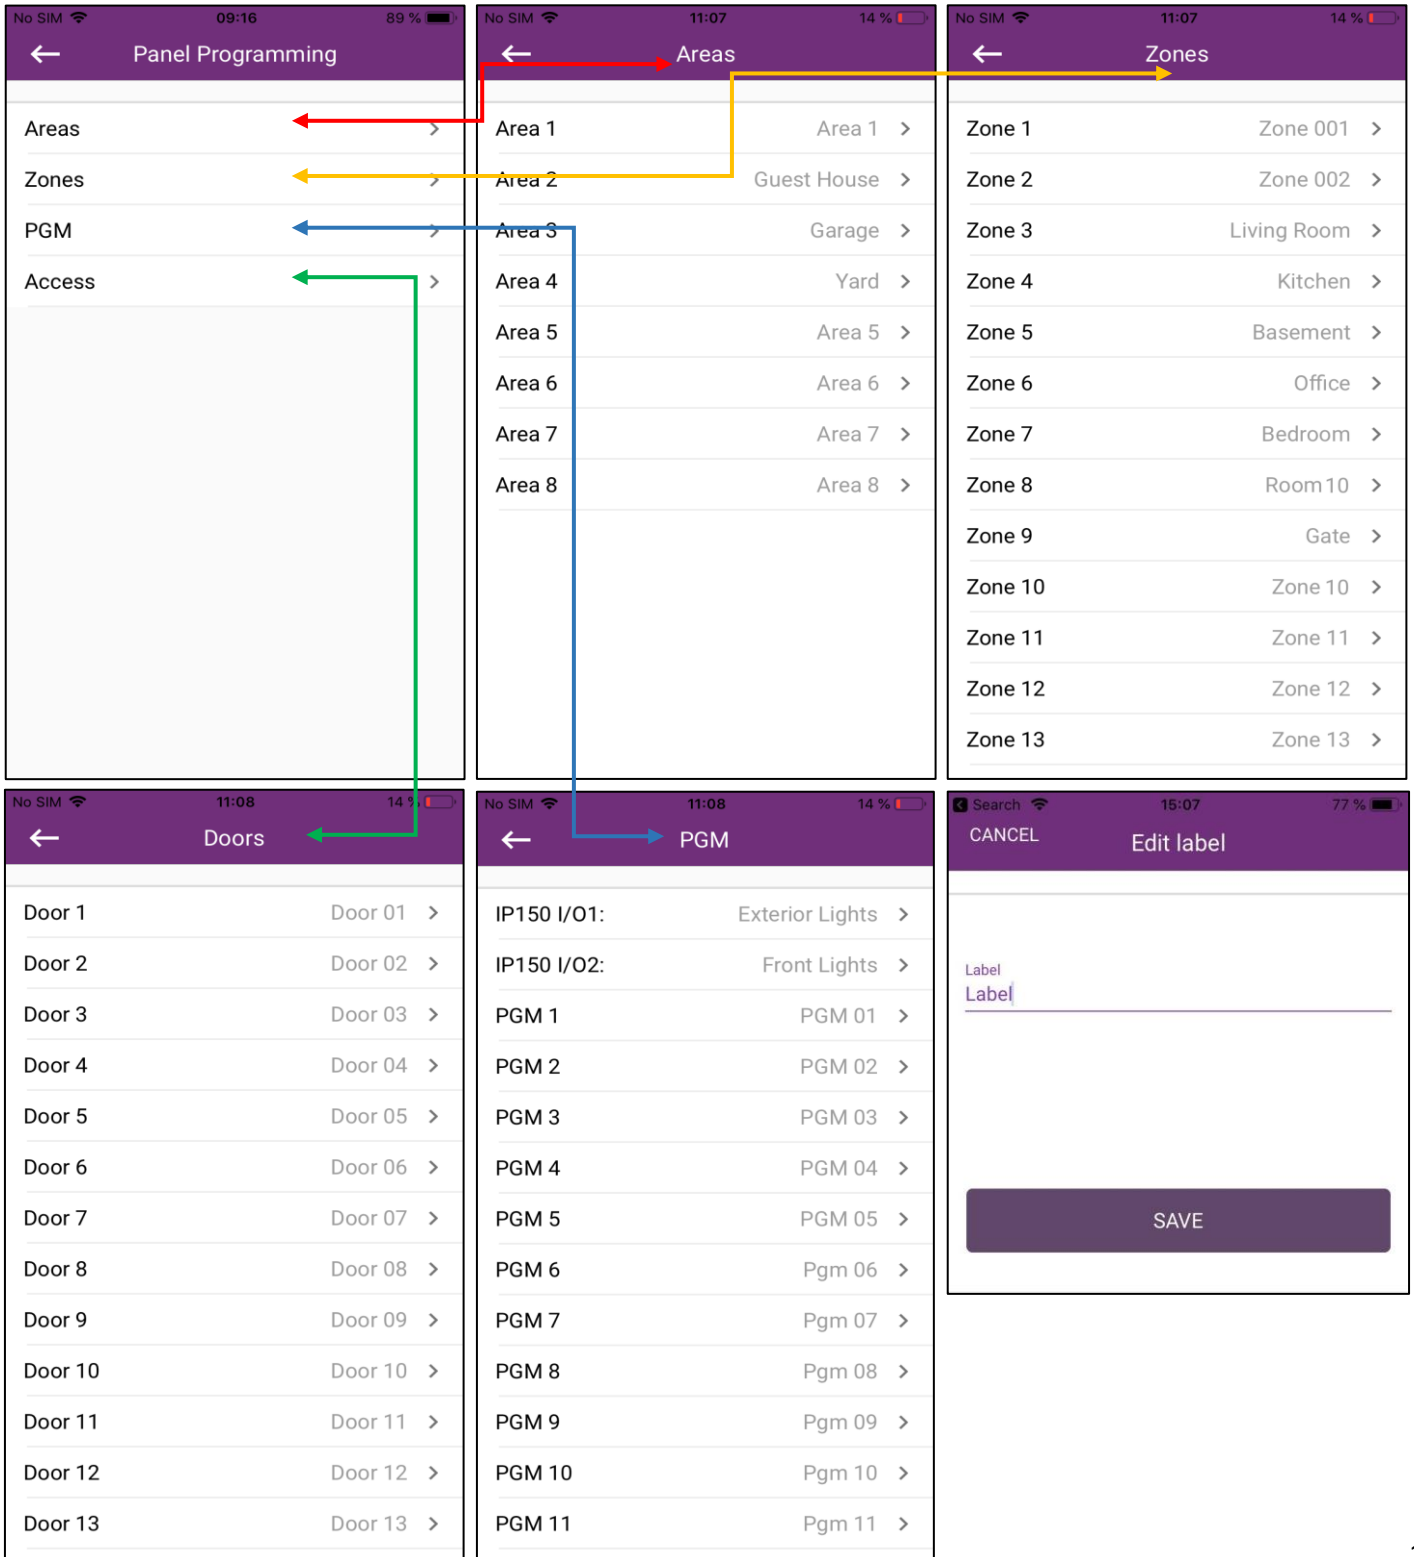 No SIM 09:16 89 %
Panel Programming
Areas
Zones
PGM
Access
No SIM 11:07 14 %
Areas
Area 1 Area 1
Area 2 Guest House
Area 3 Garage
Area 4 Yard
Area 5 Area 5
Area 6 Area 6
Area 7 Area 7
Area 8 Area 8
No SIM 11:07 14 %
Zones
Zone 1 Zone 001
Zone 2 Zone 002
Zone 3 Living Room
Zone 4 Kitchen
Zone 5 Basement
Zone 6 Office
Zone 7 Bedroom
Zone 8 Room10
Zone 9 Gate
Zone 10 Zone 10
Zone 11 Zone 11
Zone 12 Zone 12
Zone 13 Zone 13
No SIM 11:08 14 %
Doors
Door 1 Door 01
Door 2 Door 02
Door 3 Door 03
Door 4 Door 04
Door 5 Door 05
Door 6 Door 06
Door 7 Door 07
Door 8 Door 08
Door 9 Door 09
Door 10 Door 10
Door 11 Door 11
Door 12 Door 12
Door 13 Door 13
No SIM 11:08 14 %
PGM
IP150 I/O1: Exterior Lights
IP150 I/O2: Front Lights
PGM 1 PGM 01
PGM 2 PGM 02
PGM 3 PGM 03
PGM 4 PGM 04
PGM 5 PGM 05
PGM 6 Pgm 06
PGM 7 Pgm 07
PGM 8 Pgm 08
PGM 9 Pgm 09
PGM 10 Pgm 10
PGM 11 Pgm 11
Search 15:07 77 %
CANCEL Edit label
Label
Label
SAVE